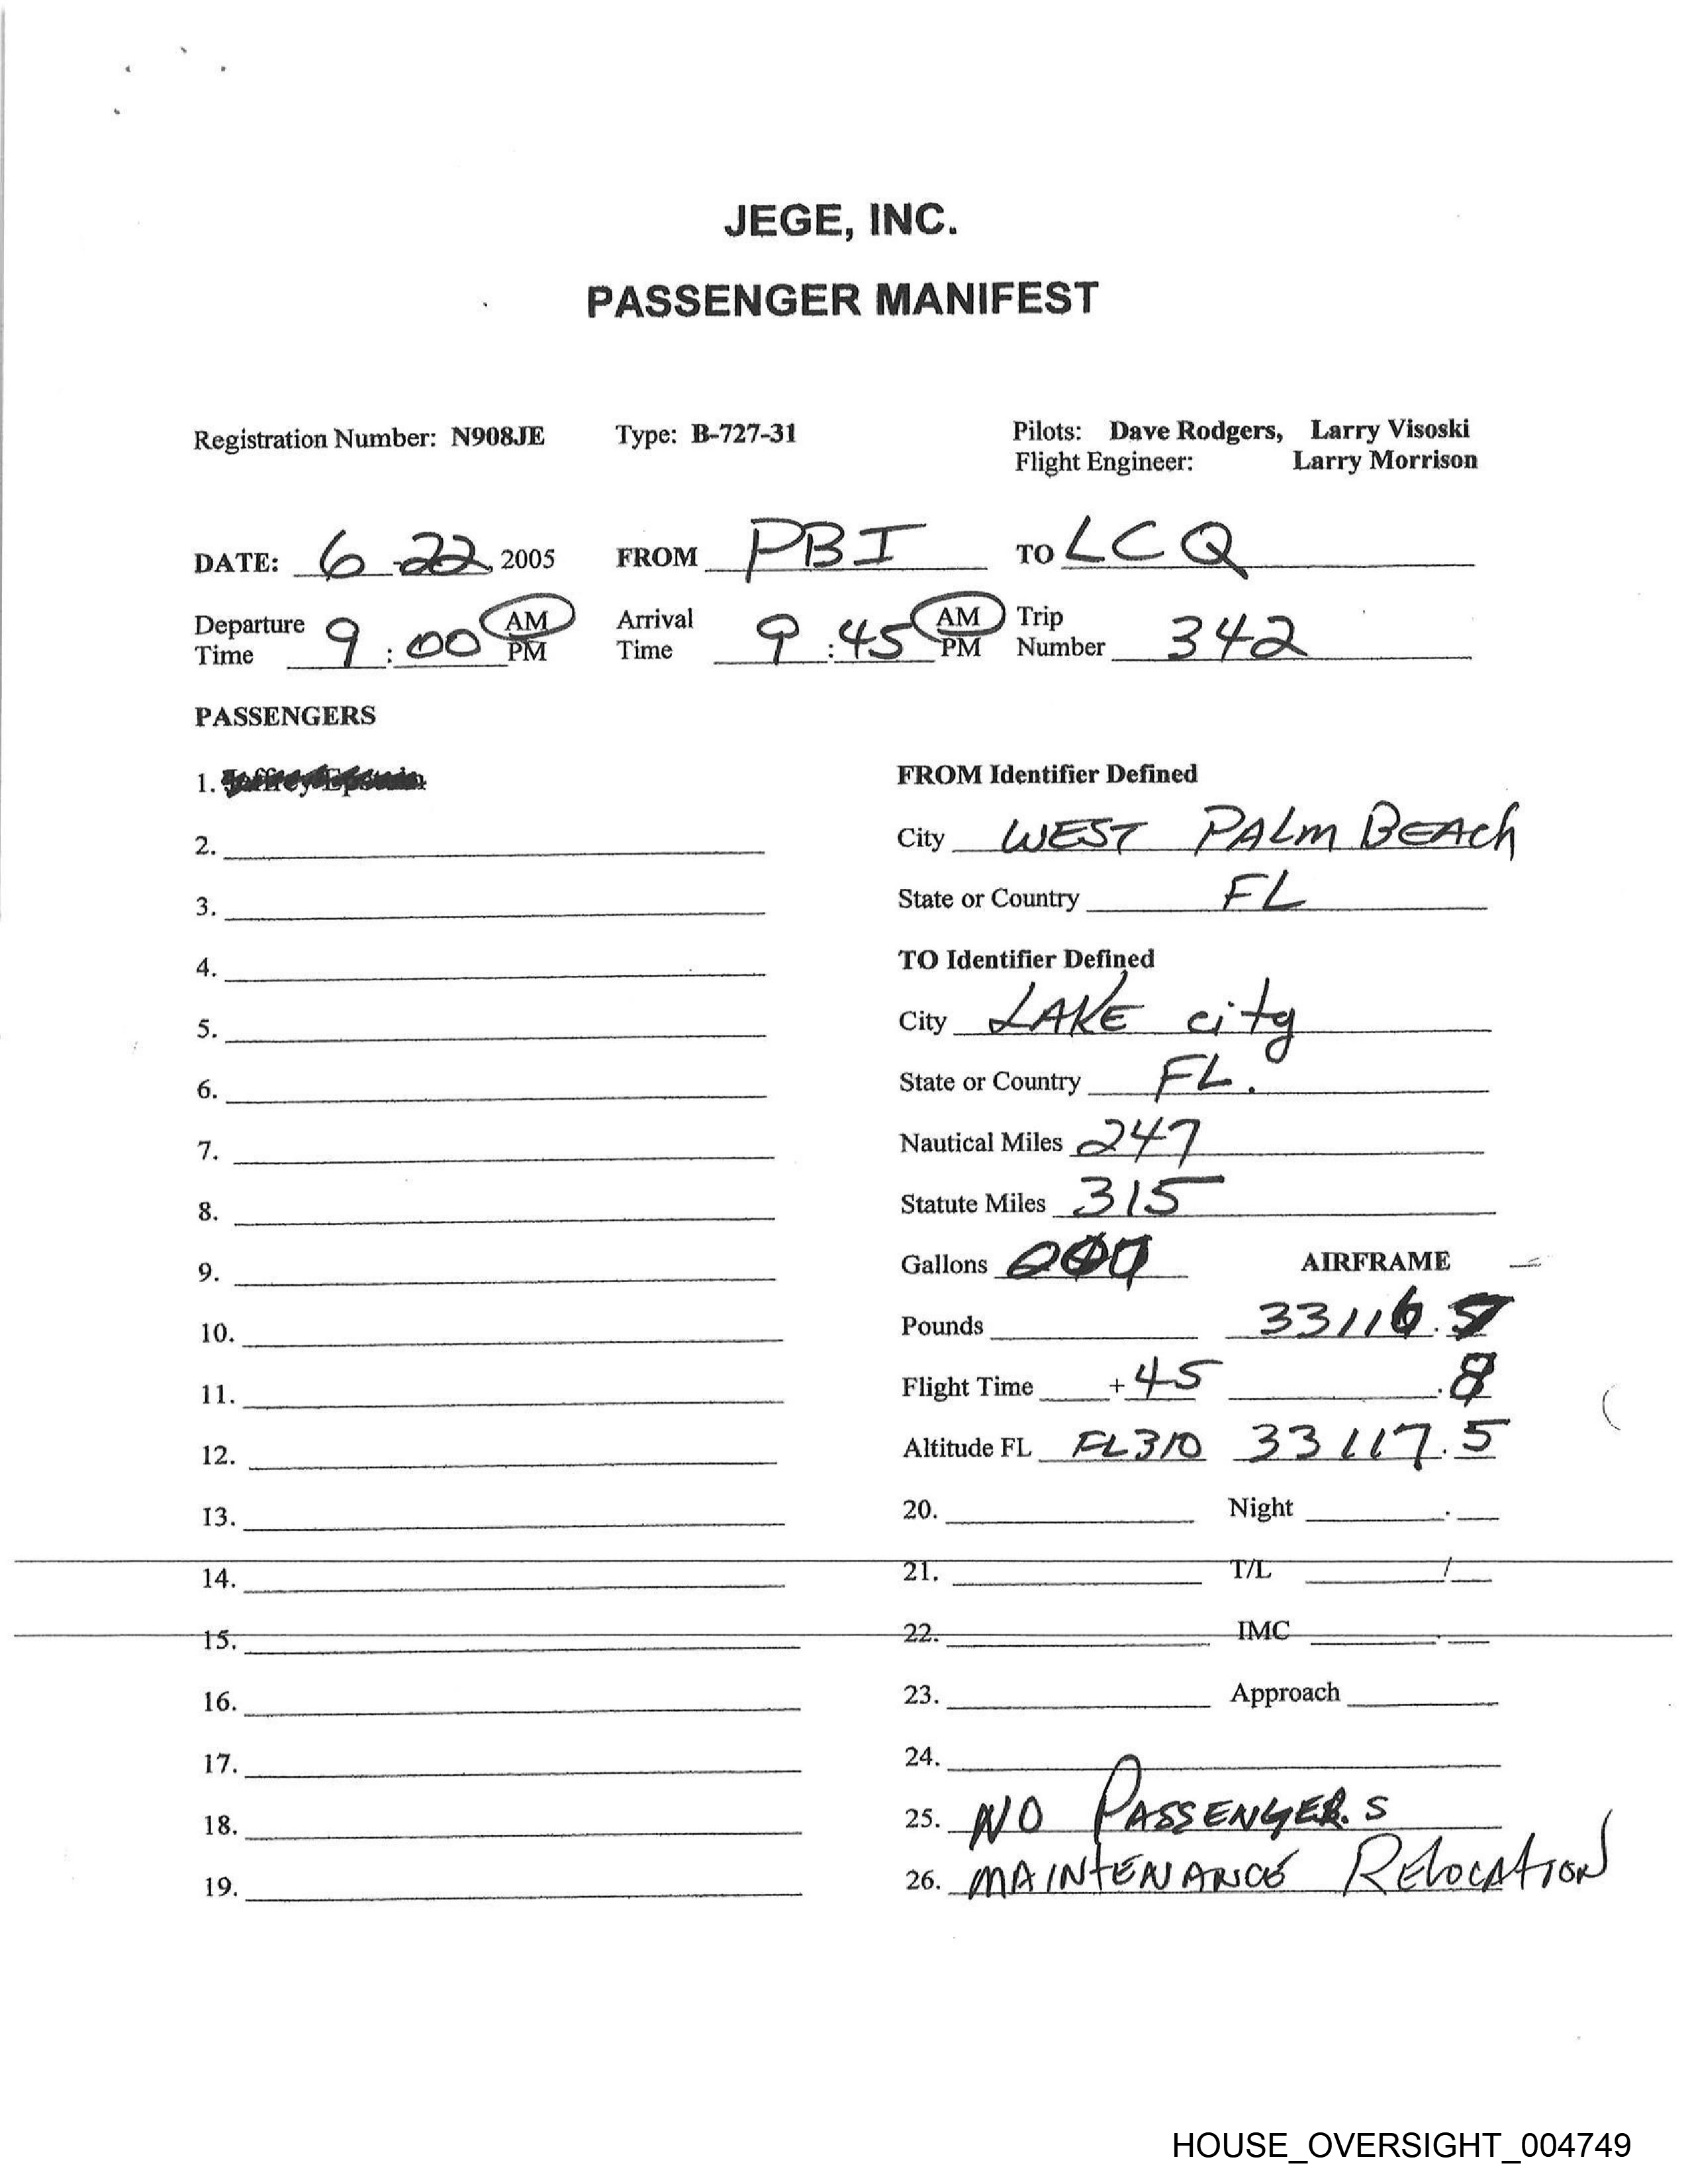 JEGE, INC.
PASSENGER MANIFEST
Registration Number: N908JE Type: B-727-31 Pilots: Dave Rodgers, Larry Visoski
Flight Engineer: Larry Morrison
DATE: 6-22, 2005 FROM PBI TO LCQ
Departure Time 9:00 AM PM Arrival Time 9:45 AM PM Trip Number 342
PASSENGERS
1. Jeffrey Epstein
FROM Identifier Defined
2.
City WEST PALM BEACH
3.
State or Country FL
4.
TO Identifier Defined
5.
City LAKE city
6.
State or Country FL.
7.
Nautical Miles 247
8.
Statute Miles 315
9.
Gallons AIRFRAME
10.
Pounds 33116.
11.
Flight Time + 45 .8
12.
Altitude FL FL310 33117.5
13.
20. Night .
14.
21. T/L /
15.
22. IMC .
16.
23. Approach
17.
24.
18.
25. NO PASSENGERS
19.
26. MAINTENANCE RELOCATION
HOUSE_OVERSIGHT_004749